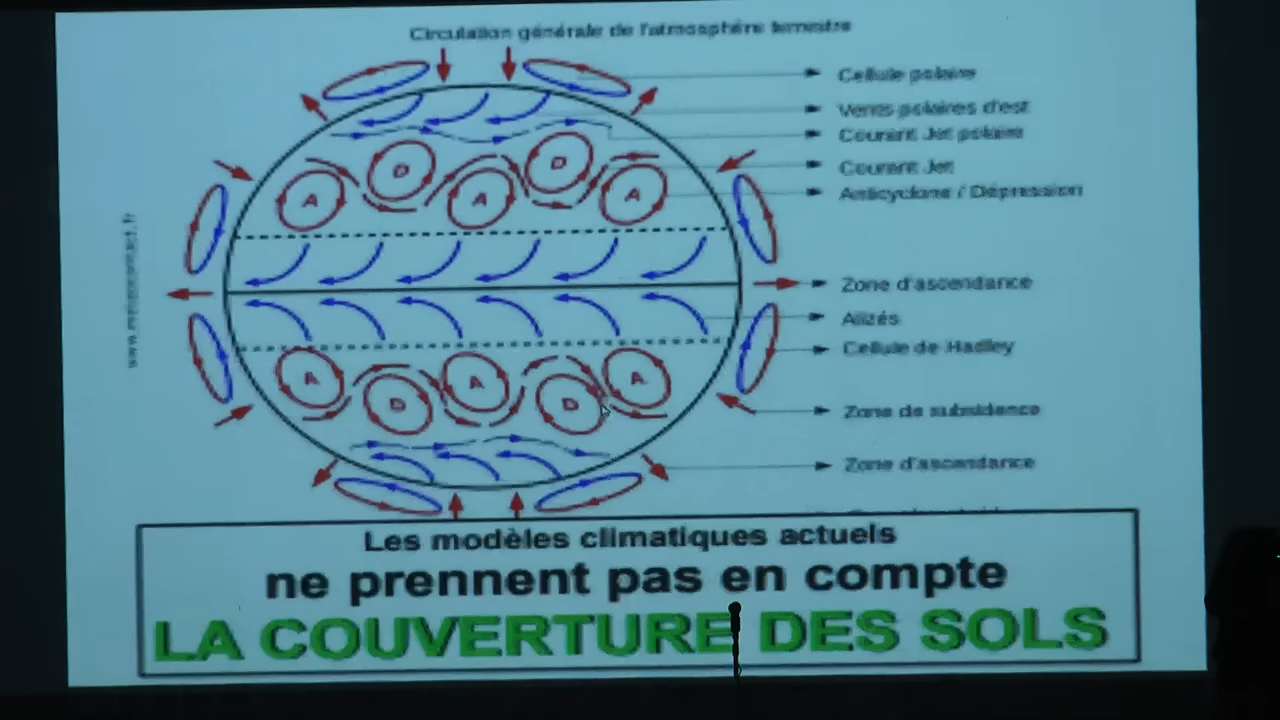 Circulation générale de l'atmosphère terrestre
Cellule polaire
Vents polaires d'est
Courant Jet polaire
Courant Jet
Anticyclone / Dépression
D
D
A
A
A
Zone d'ascendance
Alizés
Cellule de Hadley
A
A
A
D
D
Zone de subsidence
Zone d'ascendance
Les modèles climatiques actuels
ne prennent pas en compte
LA COUVERTURE DES SOLS